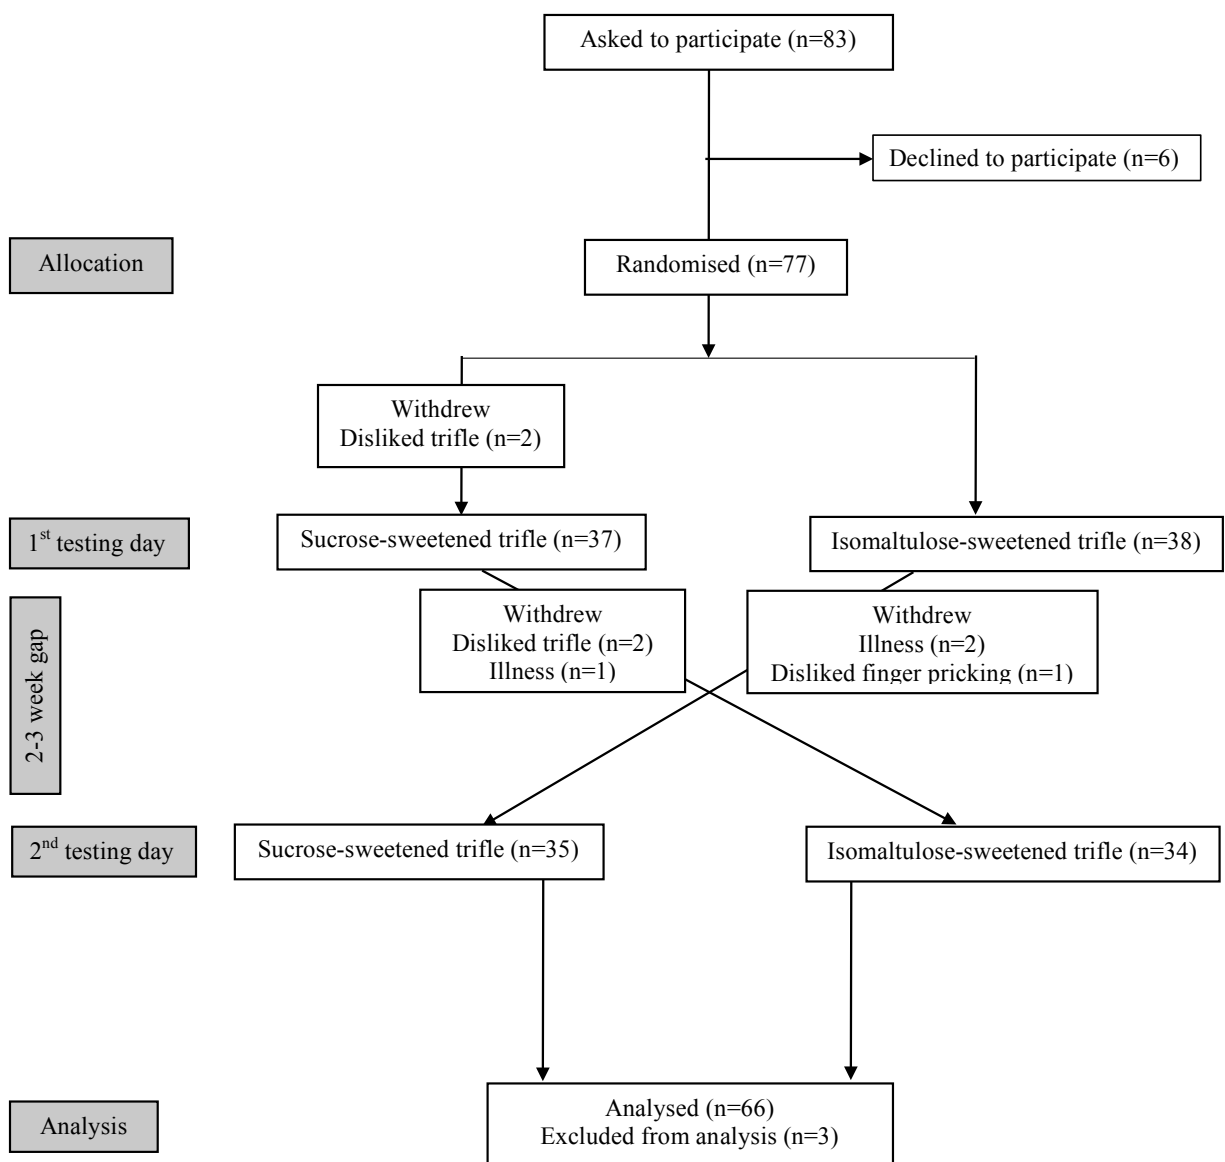 Asked to participate (n=83)
Declined to participate (n=6)
Allocation
Randomised (n=77)
Withdrew
Disliked trifle (n=2)
1st testing day
Sucrose-sweetened trifle (n=37)
Isomaltulose-sweetened trifle (n=38)
2-3 week gap
Withdrew
Disliked trifle (n=2)
Illness (n=1)
Withdrew
Illness (n=2)
Disliked finger pricking (n=1)
2nd testing day
Sucrose-sweetened trifle (n=35)
Isomaltulose-sweetened trifle (n=34)
Analysis
Analysed (n=66)
Excluded from analysis (n=3)